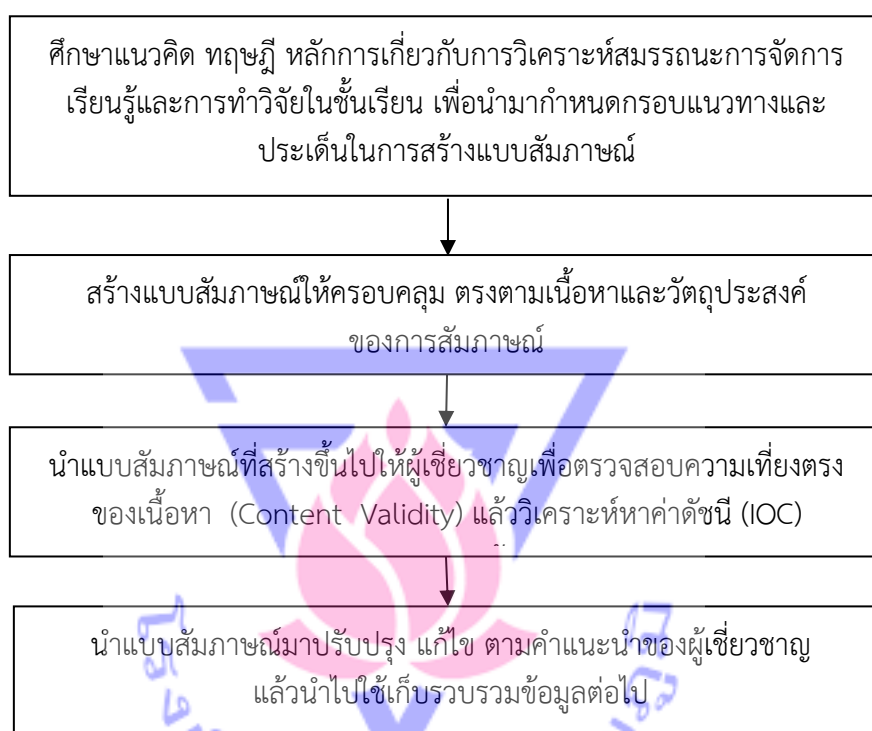 ศึกษาแนวคิด ทฤษฎี หลักการเกี่ยวกับการวิเคราะห์สมรรถนะการจัดการ
เรียนรู้และการทำวิจัยในชั้นเรียน เพื่อนำมากำหนดกรอบแนวทางและ
ประเด็นในการสร้างแบบสัมภาษณ์
สร้างแบบสัมภาษณ์ให้ครอบคลุม ตรงตามเนื้อหาและวัตถุประสงค์
ของการสัมภาษณ์
นำแบบสัมภาษณ์ที่สร้างขึ้นไปให้ผู้เชี่ยวชาญเพื่อตรวจสอบความเที่ยงตรง
ของเนื้อหา (Content Validity) แล้ววิเคราะห์หาค่าดัชนี (IOC)
นำแบบสัมภาษณ์มาปรับปรุง แก้ไข ตามคำแนะนำของผู้เชี่ยวชาญ
แล้วนำไปใช้เก็บรวบรวมข้อมูลต่อไป